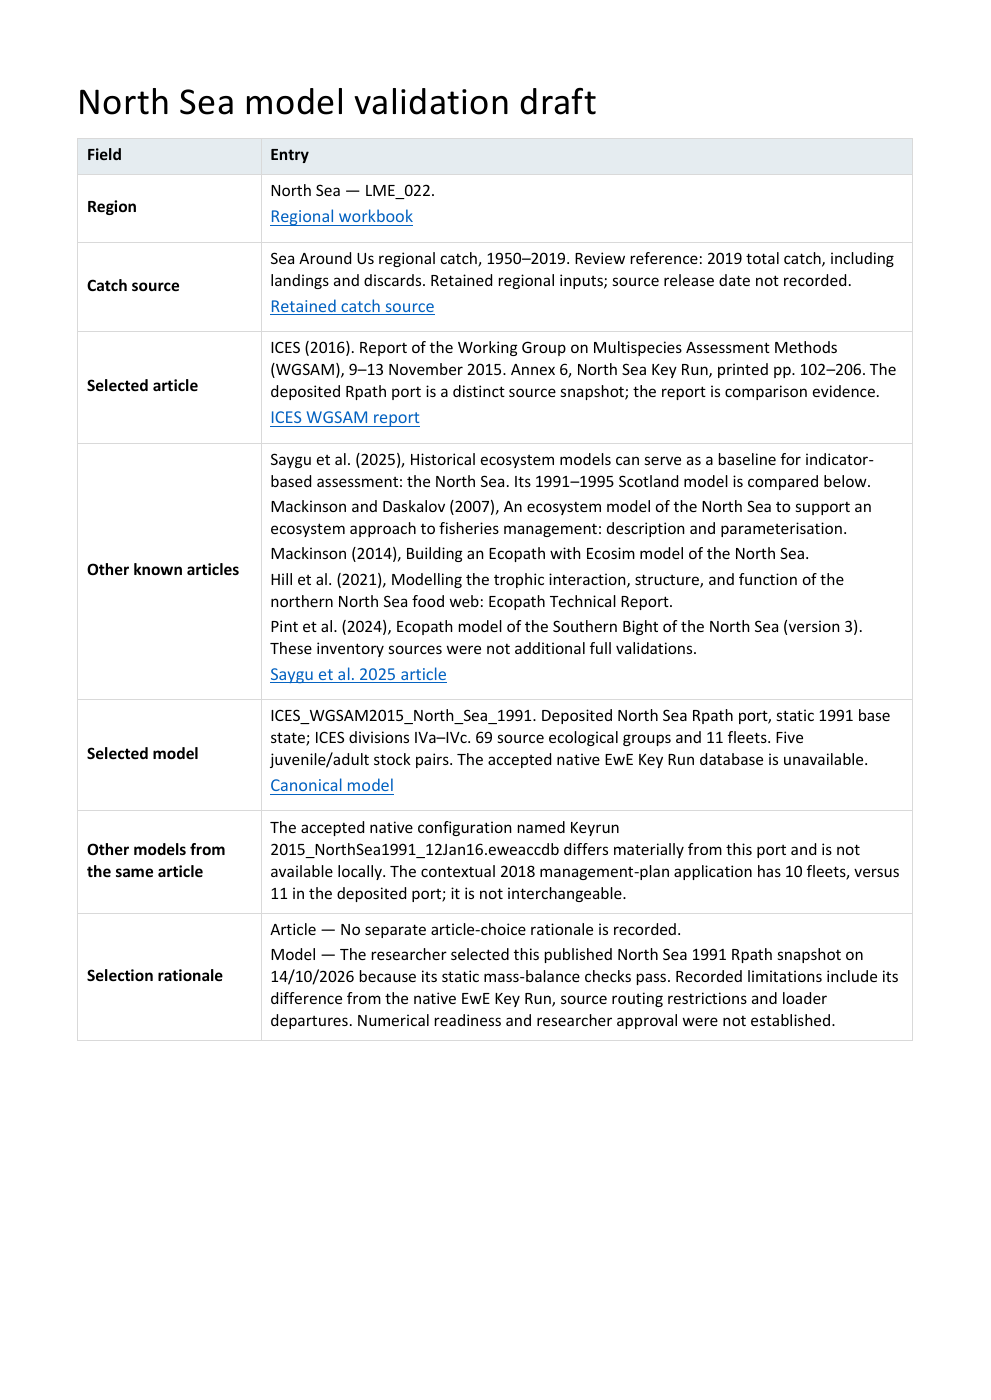 North Sea model validation draft
Field
Entry
Region
North Sea — LME_022.
Regional workbook
Catch source
Sea Around Us regional catch, 1950–2019. Review reference: 2019 total catch, including
landings and discards. Retained regional inputs; source release date not recorded.
Retained catch source
Selected article
ICES (2016). Report of the Working Group on Multispecies Assessment Methods
(WGSAM), 9–13 November 2015. Annex 6, North Sea Key Run, printed pp. 102–206. The
deposited Rpath port is a distinct source snapshot; the report is comparison evidence.
ICES WGSAM report
Other known articles
Saygu et al. (2025), Historical ecosystem models can serve as a baseline for indicator-
based assessment: the North Sea. Its 1991–1995 Scotland model is compared below.
Mackinson and Daskalov (2007), An ecosystem model of the North Sea to support an
ecosystem approach to fisheries management: description and parameterisation.
Mackinson (2014), Building an Ecopath with Ecosim model of the North Sea.
Hill et al. (2021), Modelling the trophic interaction, structure, and function of the
northern North Sea food web: Ecopath Technical Report.
Pint et al. (2024), Ecopath model of the Southern Bight of the North Sea (version 3).
These inventory sources were not additional full validations.
Saygu et al. 2025 article
Selected model
ICES_WGSAM2015_North_Sea_1991. Deposited North Sea Rpath port, static 1991 base
state; ICES divisions IVa–IVc. 69 source ecological groups and 11 fleets. Five
juvenile/adult stock pairs. The accepted native EwE Key Run database is unavailable.
Canonical model
Other models from
the same article
The accepted native configuration named Keyrun
2015_NorthSea1991_12Jan16.eweaccdb differs materially from this port and is not
available locally. The contextual 2018 management-plan application has 10 fleets, versus
11 in the deposited port; it is not interchangeable.
Selection rationale
Article — No separate article-choice rationale is recorded.
Model — The researcher selected this published North Sea 1991 Rpath snapshot on
14/10/2026 because its static mass-balance checks pass. Recorded limitations include its
difference from the native EwE Key Run, source routing restrictions and loader
departures. Numerical readiness and researcher approval were not established.